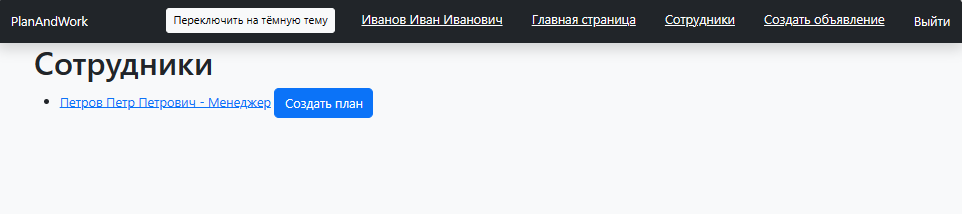 PlanAndWork Переключить на тёмную тему Иванов Иван Иванович Главная страница Сотрудники Создать объявление Выйти
Сотрудники
Петров Петр Петрович - Менеджер Создать план